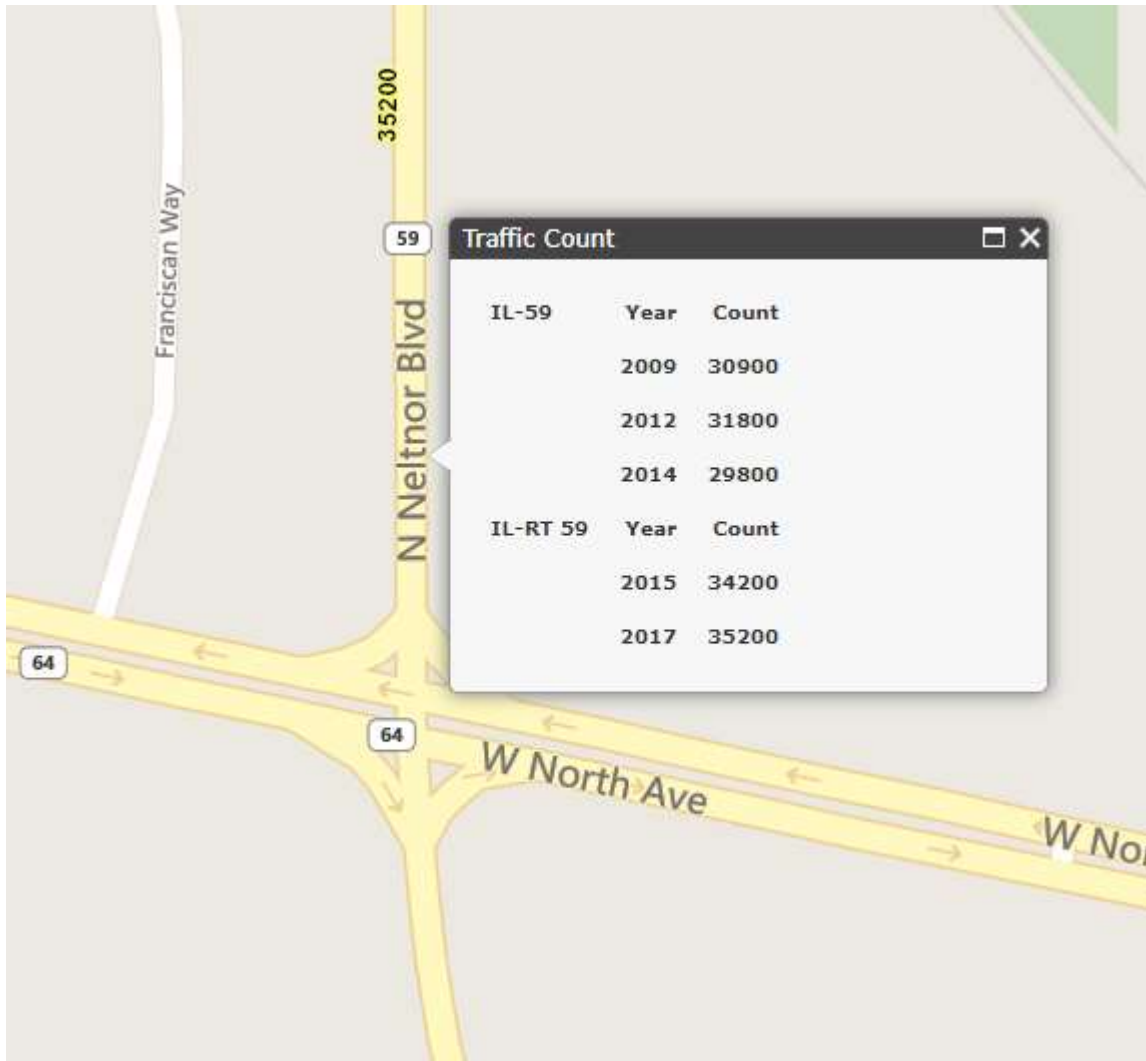 35200
Franciscan Way
59
N Neltnor Blvd
Traffic Count
IL-59 Year Count
2009 30900
2012 31800
2014 29800
IL-RT 59 Year Count
2015 34200
2017 35200
64
64
W North Ave
W Nor